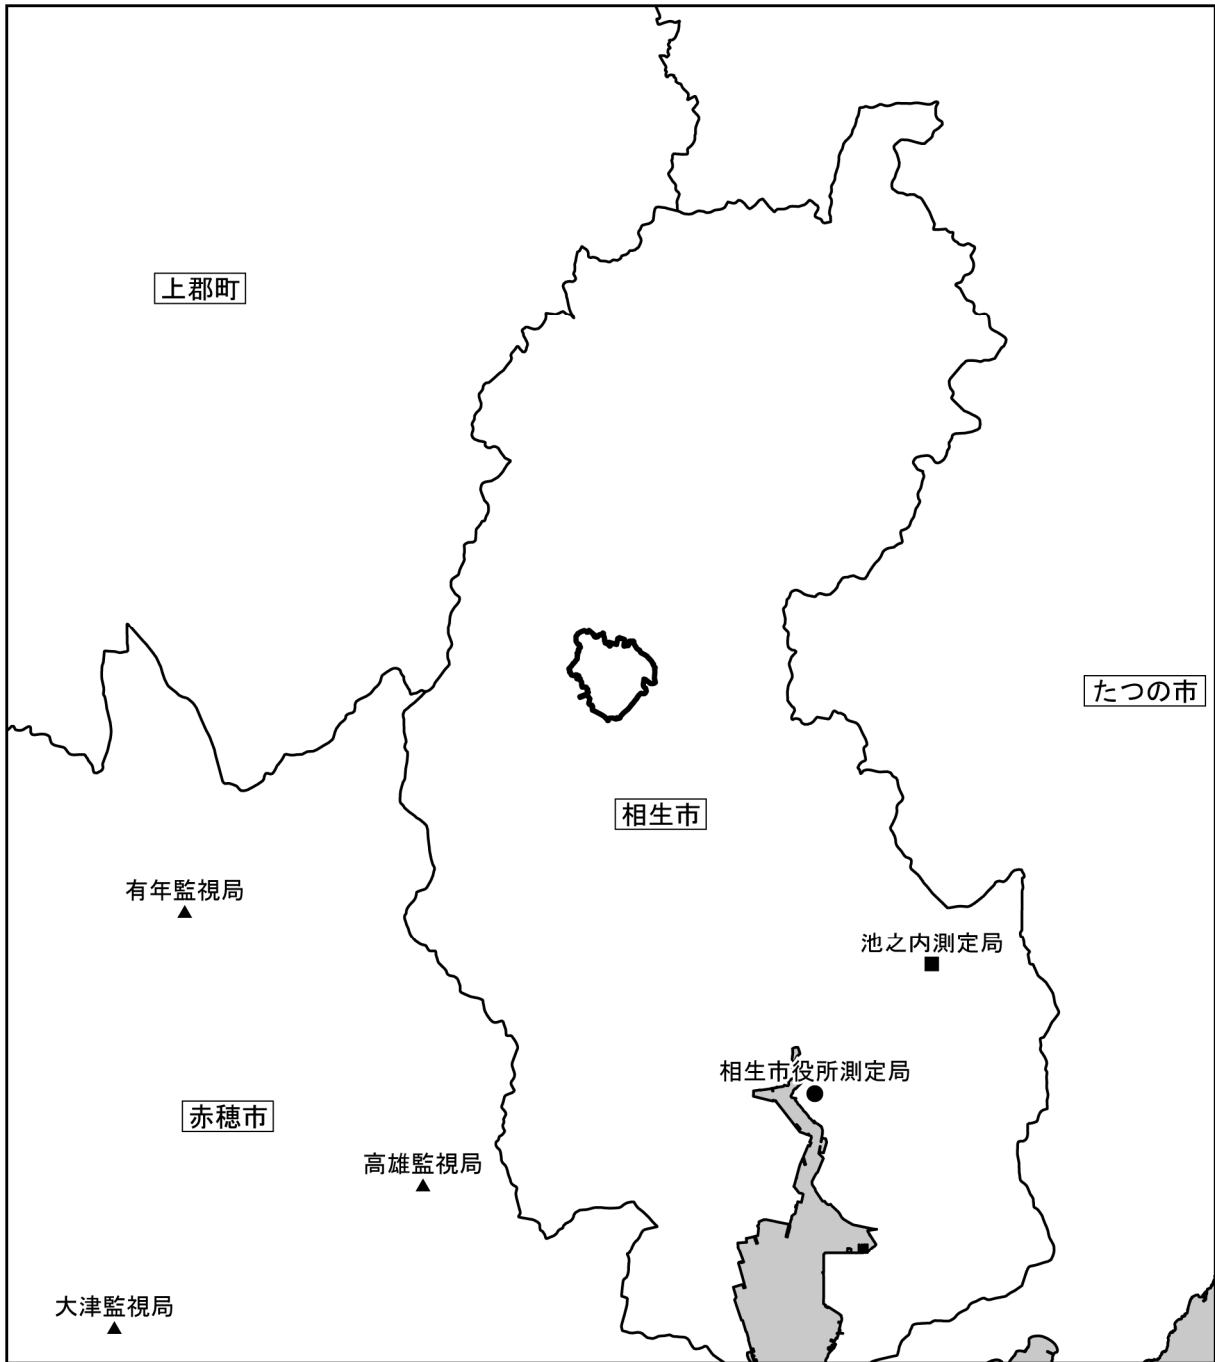 上郡町
たつの市
相生市
有年監視局
池之内測定局
相生市役所測定局
赤穂市
高雄監視局
大津監視局